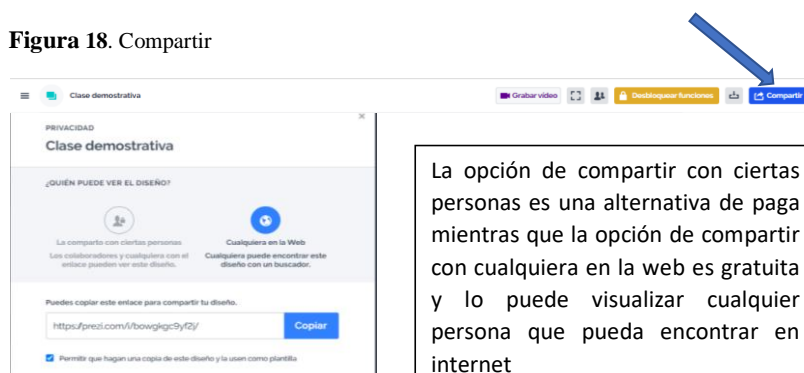 Figura 18. Compartir
Clase demostrativa
Grabar vídeo
Desbloquear funciones
Compartir
PRIVACIDAD
Clase demostrativa
¿QUIÉN PUEDE VER EL DISEÑO?
La comparto con ciertas personas
Los colaboradores y cualquiera con el
enlace pueden ver este diseño.
Cualquiera en la Web
Cualquiera puede encontrar este
diseño con un buscador.
Puedes copiar este enlace para compartir tu diseño.
https://prezi.com/i/bowgkgc9yf2j/
Copiar
Permitir que hagan una copia de este diseño y la usen como plantilla
La opción de compartir con ciertas
personas es una alternativa de paga
mientras que la opción de compartir
con cualquiera en la web es gratuita
y lo puede visualizar cualquier
persona que pueda encontrar en
internet